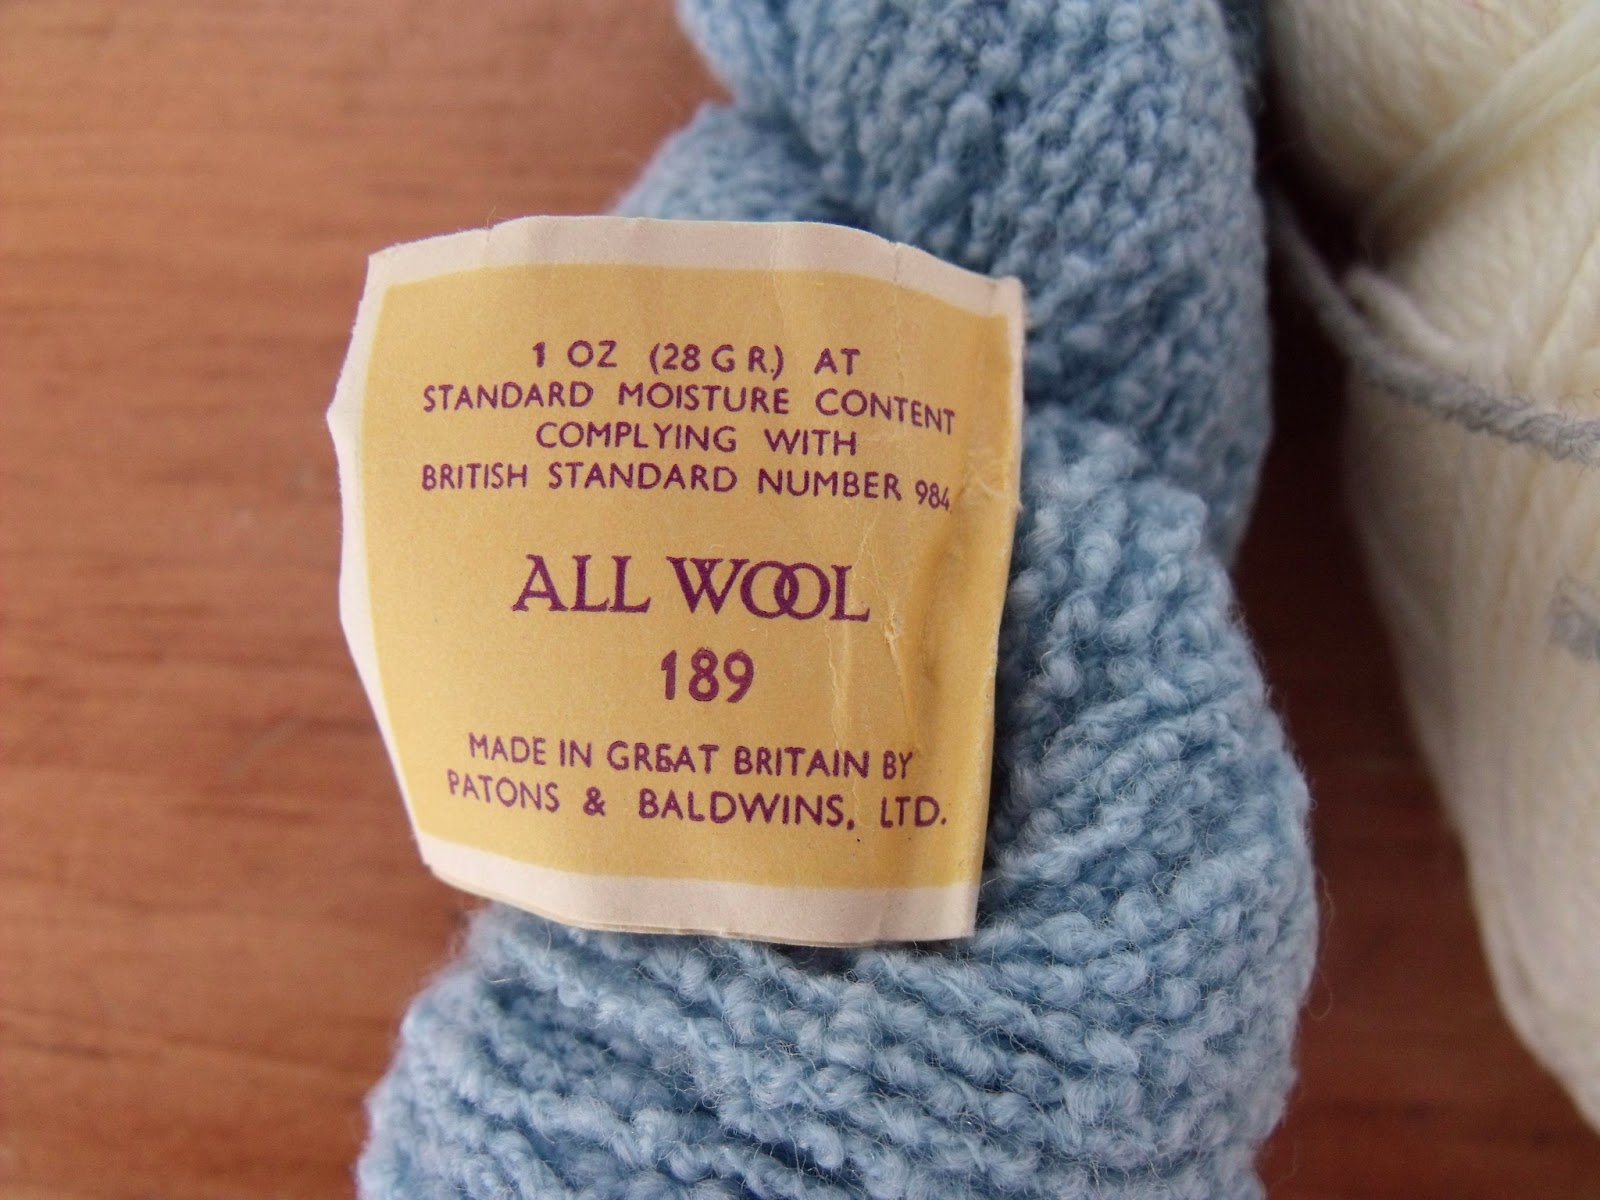 1 OZ (28 GR.) AT
STANDARD MOISTURE CONTENT
COMPLYING WITH
BRITISH STANDARD NUMBER 984.
ALL WOOL
189
MADE IN GREAT BRITAIN BY
PATONS & BALDWINS, LTD.